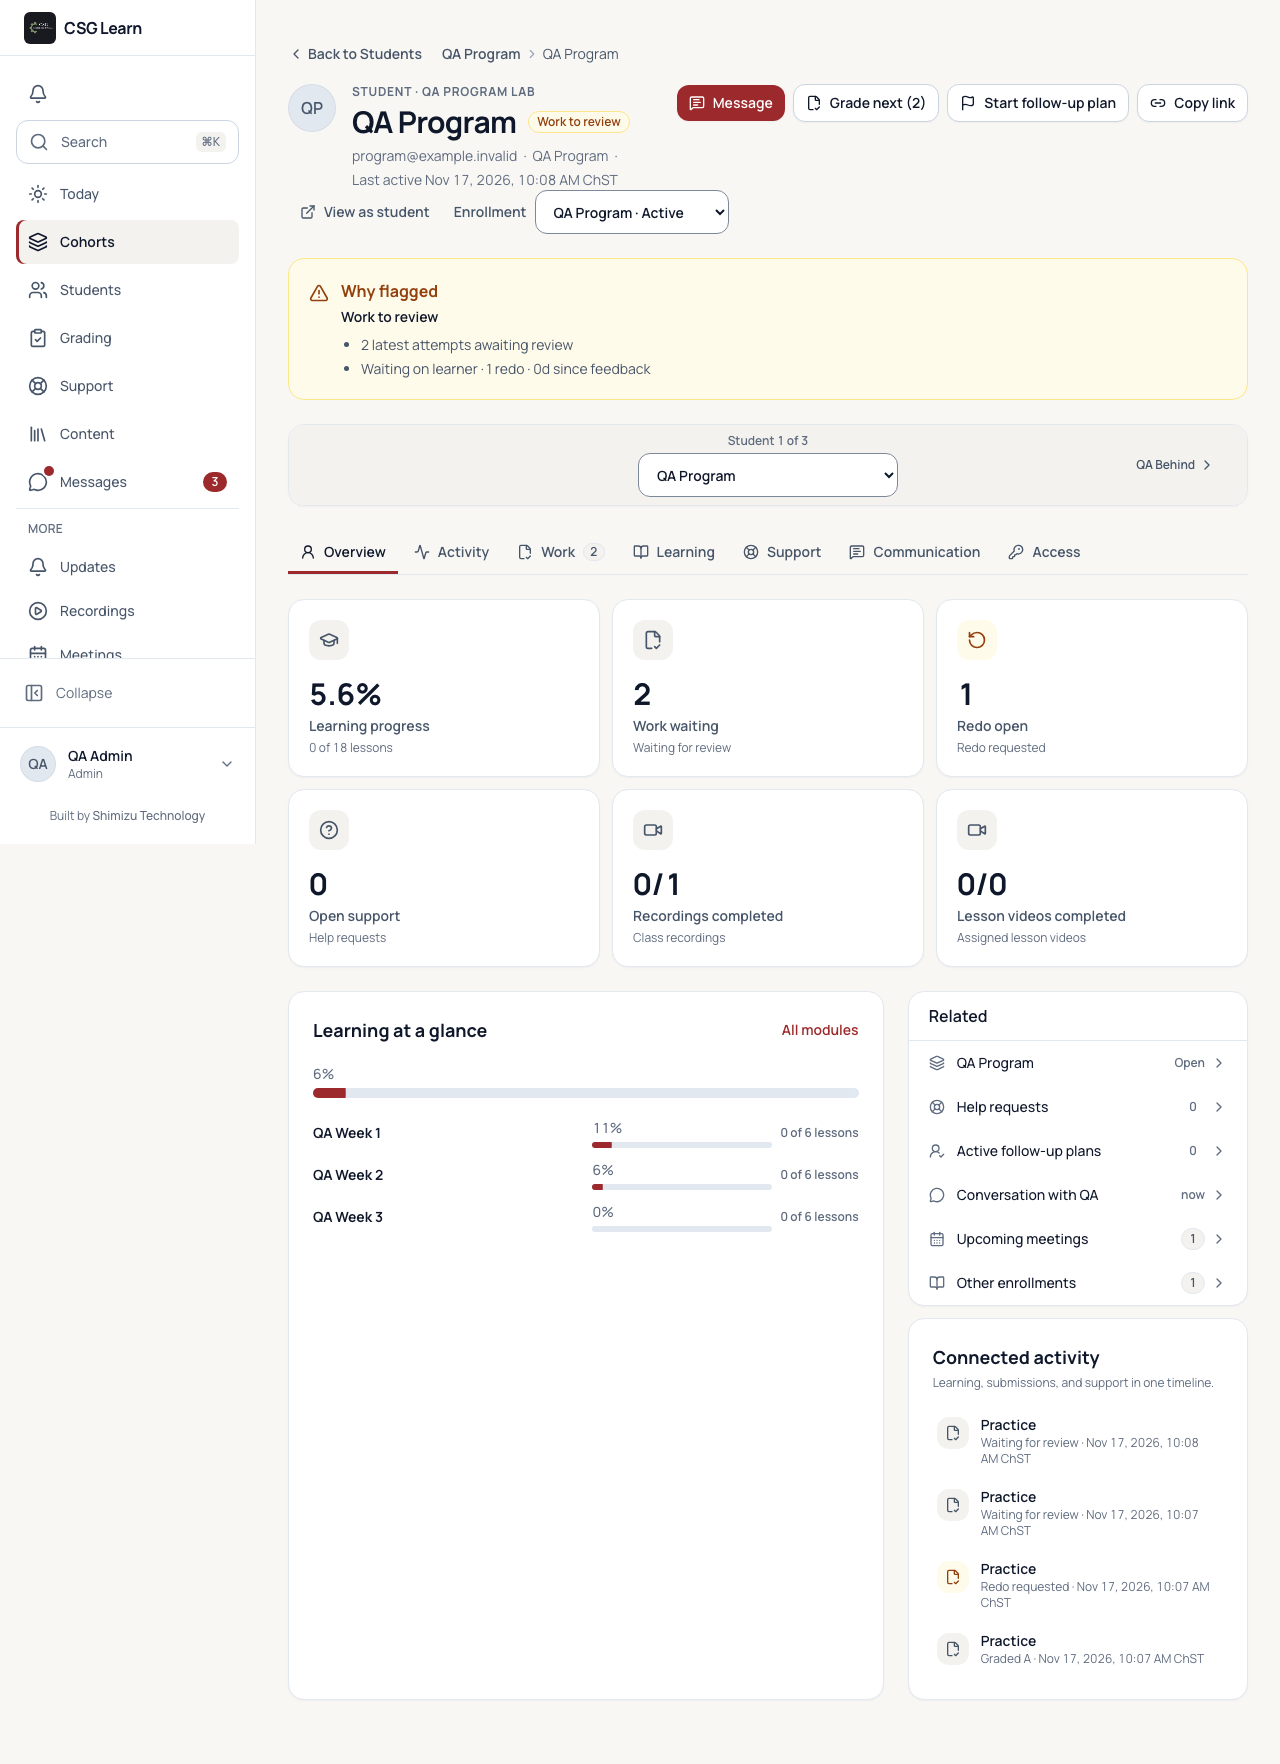 CSG Learn
Search
⌘K
Today
Cohorts
Students
Grading
Support
Content
Messages
3
MORE
Updates
Recordings
Meetings
Collapse
QA
QA Admin
Admin
Built by Shimizu Technology
Back to Students
QA Program
QA Program
QP
STUDENT · QA PROGRAM LAB
QA Program
Work to review
program@example.invalid · QA Program ·
Last active Nov 17, 2026, 10:08 AM ChST
Message
Grade next (2)
Start follow-up plan
Copy link
View as student
Enrollment
QA Program · Active
Why flagged
Work to review
• 2 latest attempts awaiting review
• Waiting on learner · 1 redo · 0d since feedback
Student 1 of 3
QA Program
QA Behind
Overview
Activity
Work 2
Learning
Support
Communication
Access
5.6%
Learning progress
0 of 18 lessons
2
Work waiting
Waiting for review
1
Redo open
Redo requested
0
Open support
Help requests
0/1
Recordings completed
Class recordings
0/0
Lesson videos completed
Assigned lesson videos
Learning at a glance
All modules
6%
QA Week 1
11%
0 of 6 lessons
QA Week 2
6%
0 of 6 lessons
QA Week 3
0%
0 of 6 lessons
Related
QA Program
Open
Help requests
0
Active follow-up plans
0
Conversation with QA
now
Upcoming meetings
1
Other enrollments
1
Connected activity
Learning, submissions, and support in one timeline.
Practice
Waiting for review · Nov 17, 2026, 10:08
AM ChST
Practice
Waiting for review · Nov 17, 2026, 10:07
AM ChST
Practice
Redo requested · Nov 17, 2026, 10:07 AM
ChST
Practice
Graded A · Nov 17, 2026, 10:07 AM ChST